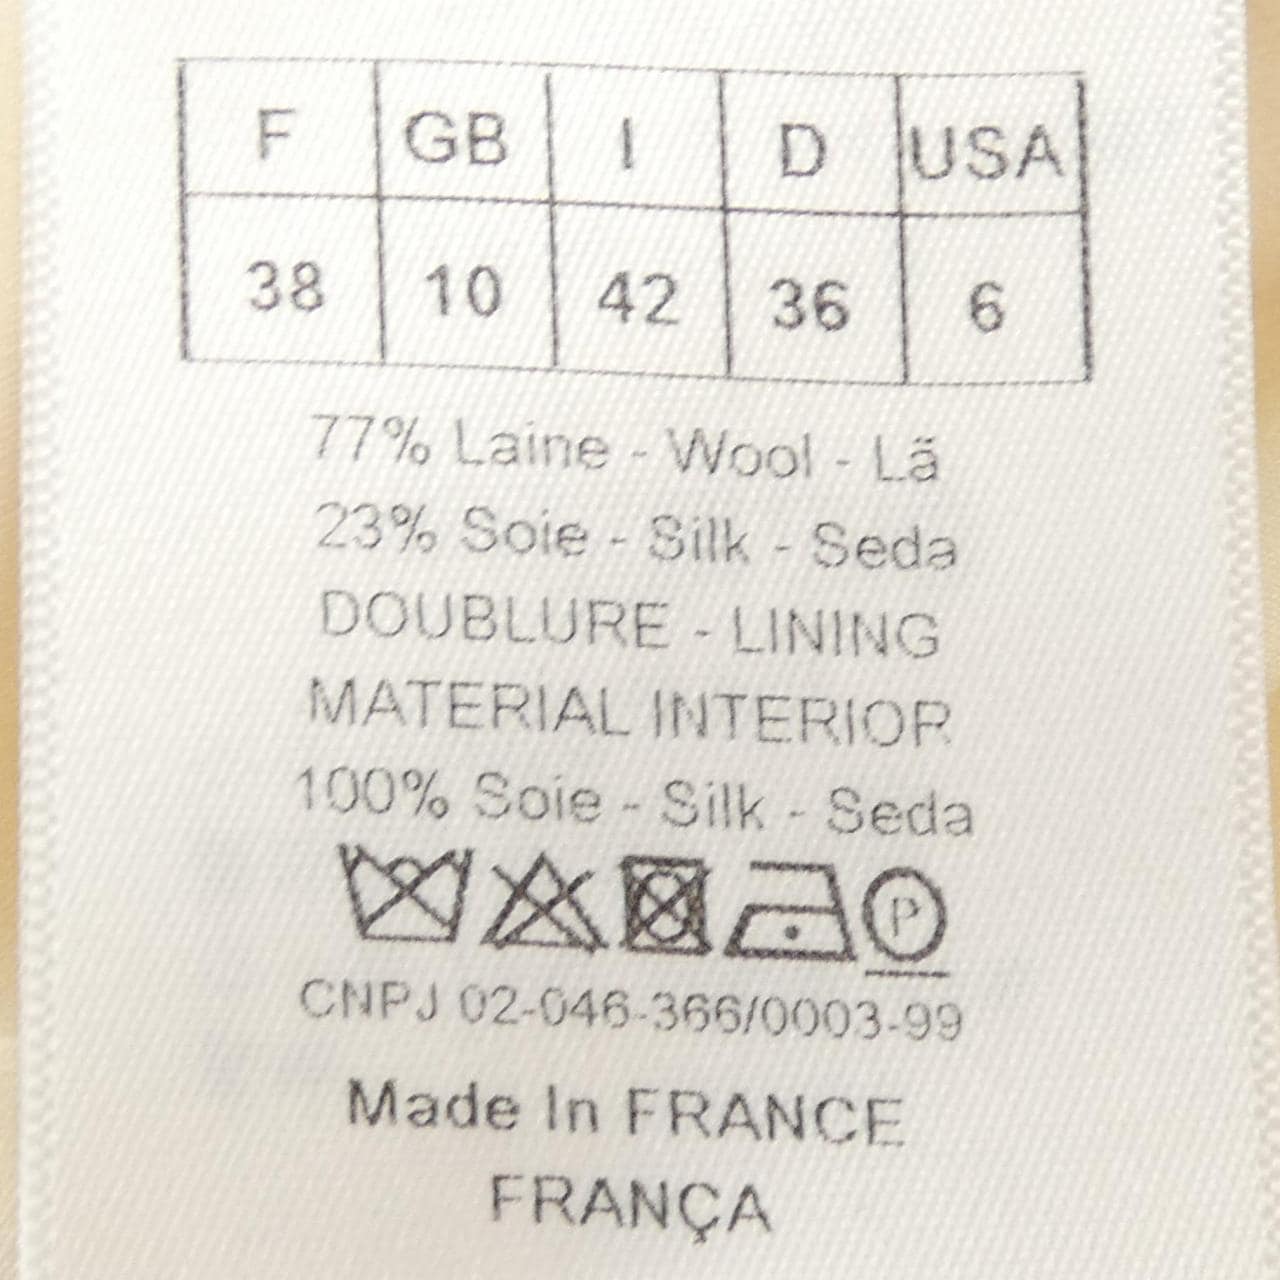 F GB I D USA
38 10 42 36 6
77% Laine - Wool - Lã
23% Soie - Silk - Seda
DOUBLURE - LINING
MATERIAL INTERIOR
100% Soie - Silk - Seda
P
CNPJ 02-046-366/0003-99
Made In FRANCE
FRANÇA